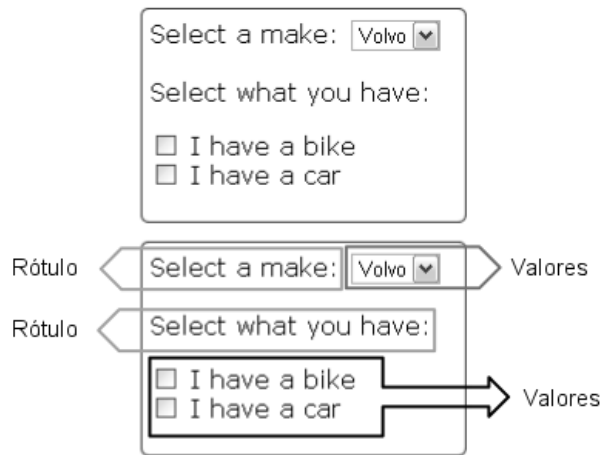 Select a make: Volvo
Select what you have:
I have a bike
I have a car
Rótulo Select a make: Volvo Valores
Rótulo Select what you have:
I have a bike
I have a car
Valores